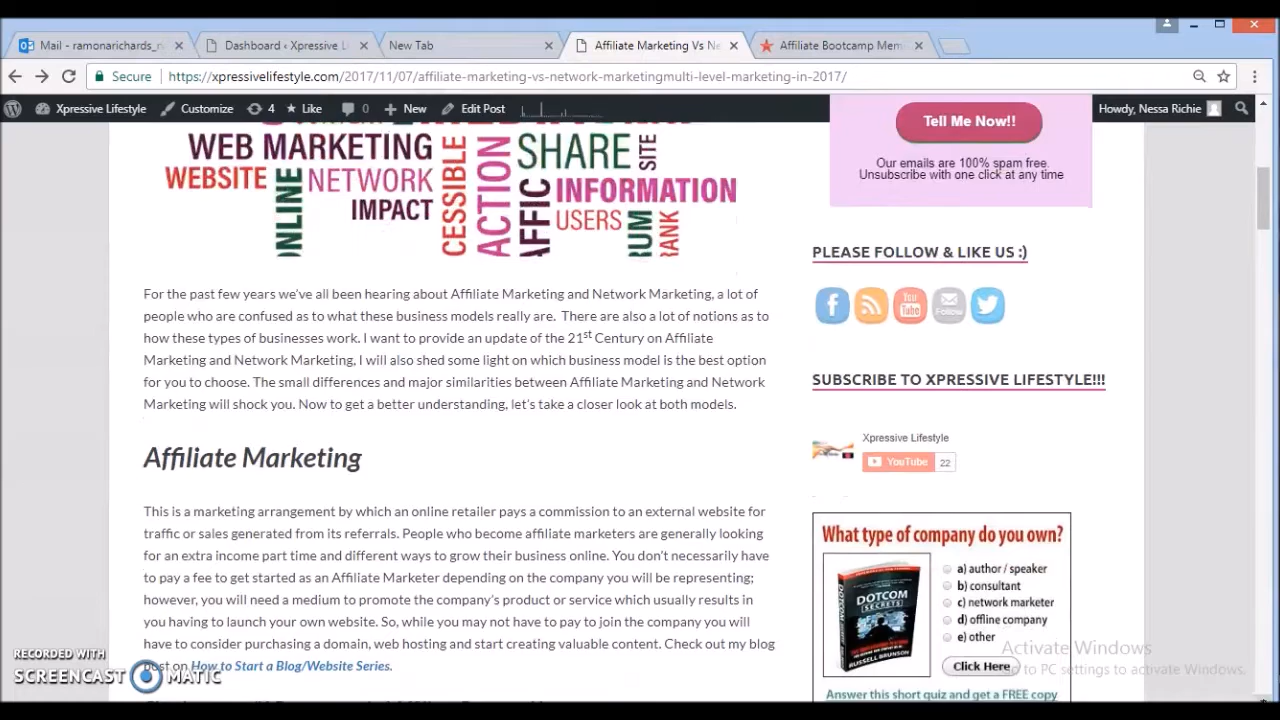 Mail - ramonarichards_n
Dashboard ‹ Xpressive L
New Tab
Affiliate Marketing Vs Ne
Affiliate Bootcamp Mem
Secure
https://xpressivelifestyle.com/2017/11/07/affiliate-marketing-vs-network-marketingmulti-level-marketing-in-2017/
Xpressive Lifestyle
Customize
4
Like
0
New
Edit Post
Howdy, Nessa Richie
WEB MARKETING
WEBSITE
ONLINE
NETWORK
IMPACT
CESSIBLE
ACTION
SHARE
SITE
AFFIC
INFORMATION
USERS
RUM
RANK
Tell Me Now!!
Our emails are 100% spam free.
Unsubscribe with one click at any time
PLEASE FOLLOW & LIKE US :)
You
Tube
Follow
SUBSCRIBE TO XPRESSIVE LIFESTYLE!!!
Xpressive Lifestyle
YouTube 22
For the past few years we've all been hearing about Affiliate Marketing and Network Marketing, a lot of
people who are confused as to what these business models really are.  There are also a lot of notions as to
how these types of businesses work. I want to provide an update of the 21st Century on Affiliate
Marketing and Network Marketing, I will also shed some light on which business model is the best option
for you to choose. The small differences and major similarities between Affiliate Marketing and Network
Marketing will shock you. Now to get a better understanding, let's take a closer look at both models.
Affiliate Marketing
This is a marketing arrangement by which an online retailer pays a commission to an external website for
traffic or sales generated from its referrals. People who become affiliate marketers are generally looking
for an extra income part time and different ways to grow their business online. You don't necessarily have
to pay a fee to get started as an Affiliate Marketer depending on the company you will be representing;
however, you will need a medium to promote the company's product or service which usually results in
you having to launch your own website. So, while you may not have to pay to join the company you will
have to consider purchasing a domain, web hosting and start creating valuable content. Check out my blog
post on How to Start a Blog/Website Series.
What type of company do you own?
DOTCOM
SECRETS
RUSSELL BRUNSON
a) author / speaker
b) consultant
c) network marketer
d) offline company
e) other
Click Here
Answer this short quiz and get a FREE copy
Activate Windows
Go to PC settings to activate Windows.
RECORDED WITH
SCREENCAST MATIC